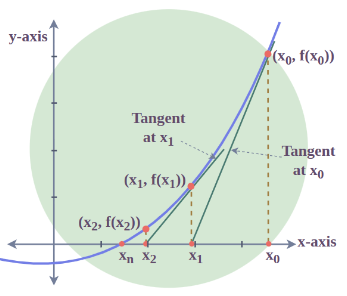 y-axis
(x0, f(x0))
Tangent
at x1
Tangent
at x0
(x1, f(x1))
(x2, f(x2))
x-axis
xn x2 x1 x0